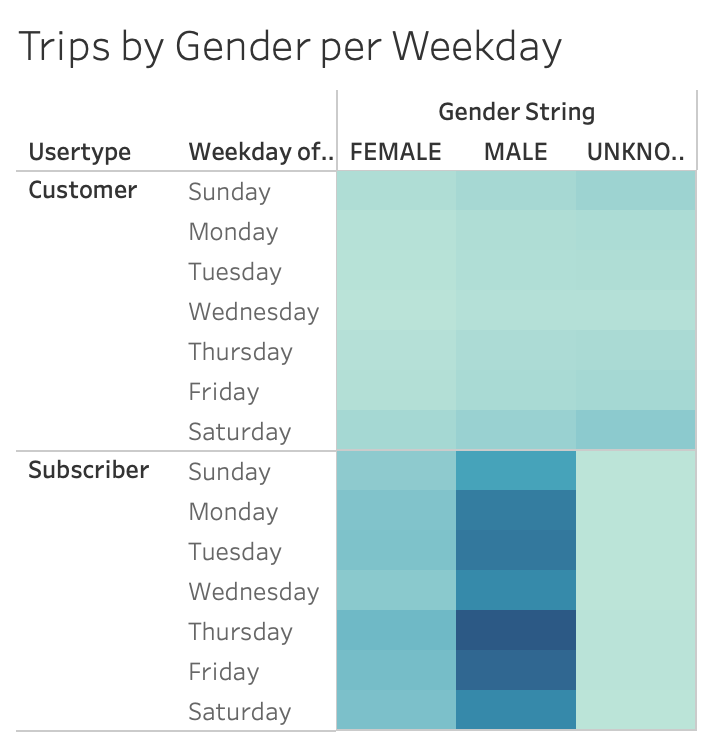 Trips by Gender per Weekday
Gender String
Usertype Weekday of.. FEMALE MALE UNKNO..
Customer Sunday
Monday
Tuesday
Wednesday
Thursday
Friday
Saturday
Subscriber Sunday
Monday
Tuesday
Wednesday
Thursday
Friday
Saturday